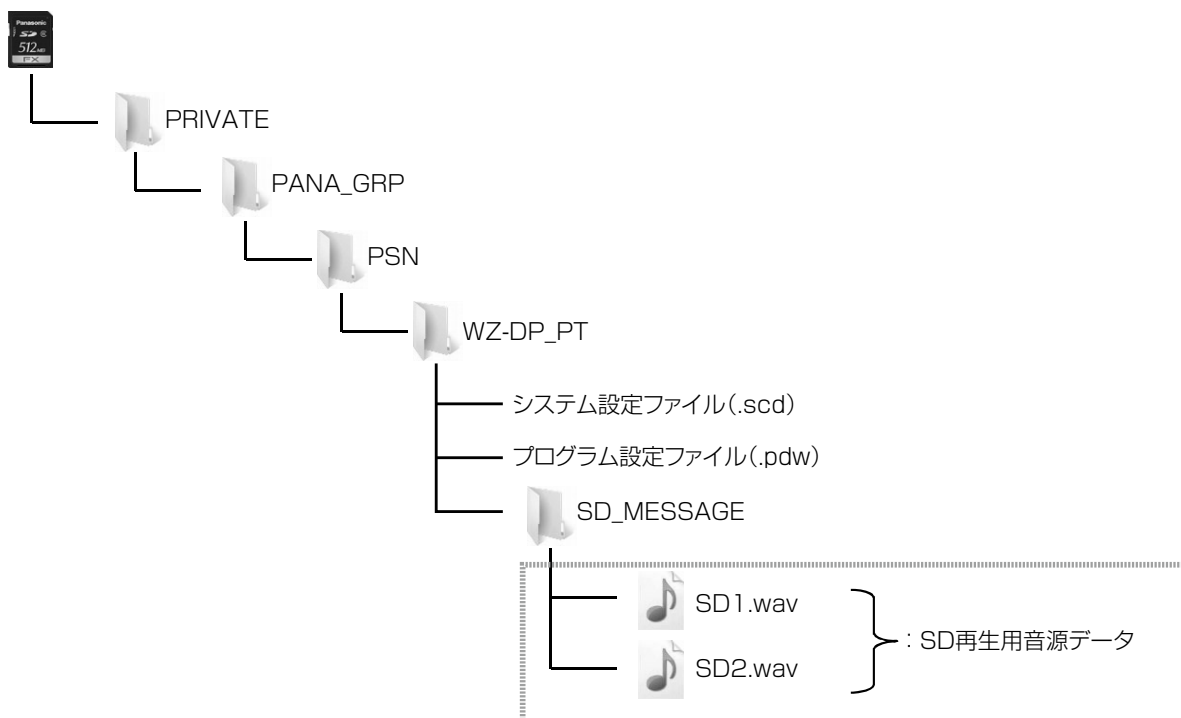 Panasonic
SD
512MB
FX
PRIVATE
PANA_GRP
PSN
WZ-DP_PT
システム設定ファイル(.scd)
プログラム設定ファイル(.pdw)
SD_MESSAGE
SD1.wav
SD2.wav
：SD再生用音源データ